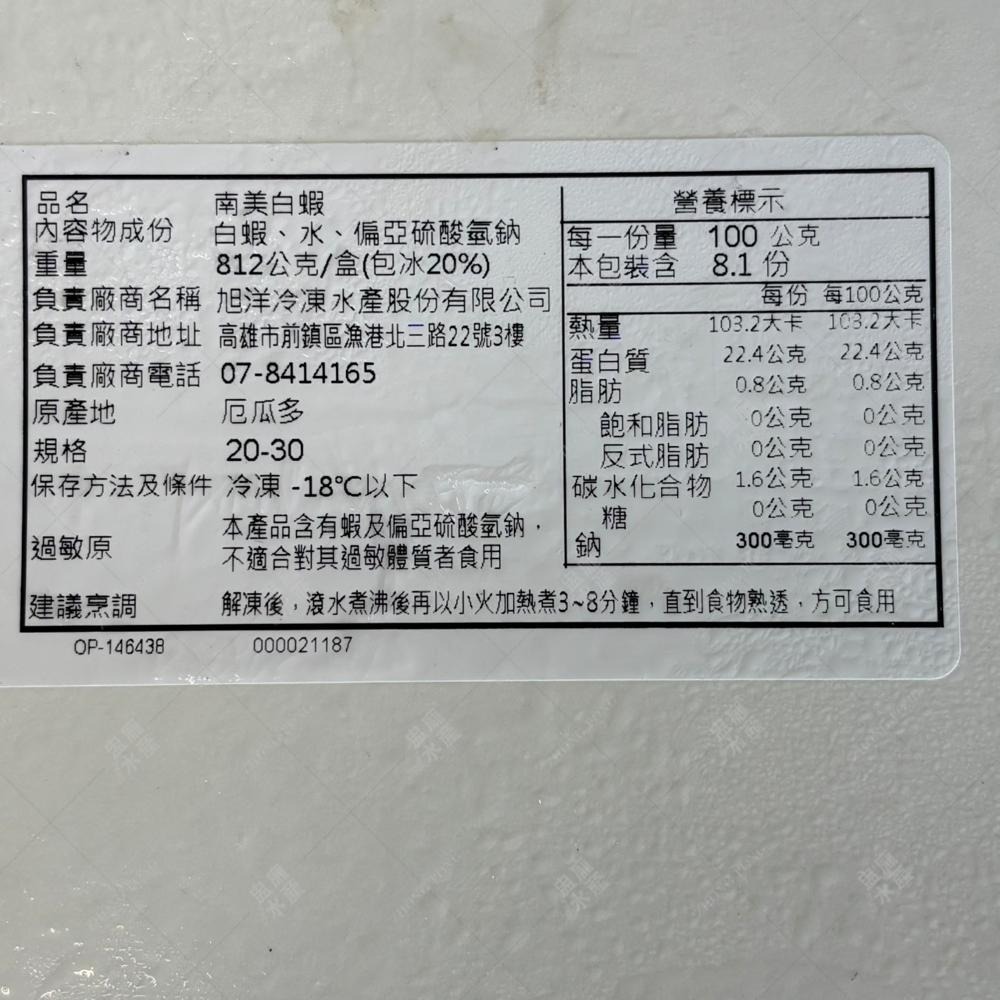 品名 南美白蝦
內容物成份 白蝦、水、偏亞硫酸氫鈉
重量 812公克/盒(包冰20%)
負責廠商名稱 旭洋冷凍水產股份有限公司
負責廠商地址 高雄市前鎮區漁港北三路22號3樓
負責廠商電話 07-8414165
原產地 厄瓜多
規格 20-30
保存方法及條件 冷凍 -18℃以下
過敏原 本產品含有蝦及偏亞硫酸氫鈉，
不適合對其過敏體質者食用
建議烹調 解凍後，滾水煮沸後再以小火加熱煮3~8分鐘，直到食物熟透，方可食用
營養標示
每一份量 100 公克
本包裝含 8.1 份
每份 每100公克
熱量 103.2大卡 103.2大卡
蛋白質 22.4公克 22.4公克
脂肪 0.8公克 0.8公克
飽和脂肪 0公克 0公克
反式脂肪 0公克 0公克
碳水化合物 1.6公克 1.6公克
糖 0公克 0公克
鈉 300毫克 300毫克
OP-146438 000021187